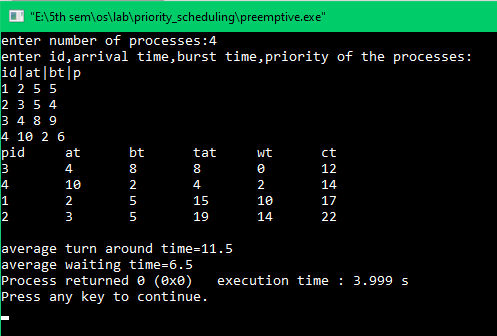 "E:\5th sem\os\lab\priority_scheduling\preemptive.exe"
enter number of processes:4
enter id,arrival time,burst time,priority of the processes:
id|at|bt|p
1 2 5 5
2 3 5 4
3 4 8 9
4 10 2 6
pid at bt tat wt ct
3 4 8 8 0 12
4 10 2 4 2 14
1 2 5 15 10 17
2 3 5 19 14 22
average turn around time=11.5
average waiting time=6.5
Process returned 0 (0x0) execution time : 3.999 s
Press any key to continue.